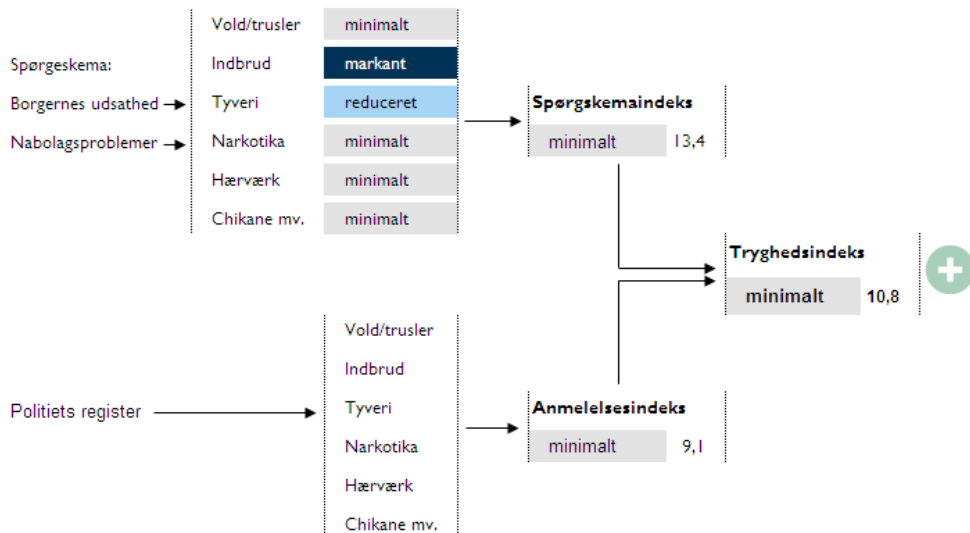 Vold/trusler minimalt
Spørgeskema: Indbrud markant
Borgernes udsathed Tyveri reduceret
Spørgskemaindeks
Nabolagsproblemer Narkotika minimalt
minimalt 13,4
Hærværk minimalt
Chikane mv. minimalt
Tryghedsindeks
minimalt 10,8
Vold/trusler
Indbrud
Politiets register
Tyveri
Anmelelsesindeks
Narkotika
minimalt 9,1
Hærværk
Chikane mv.